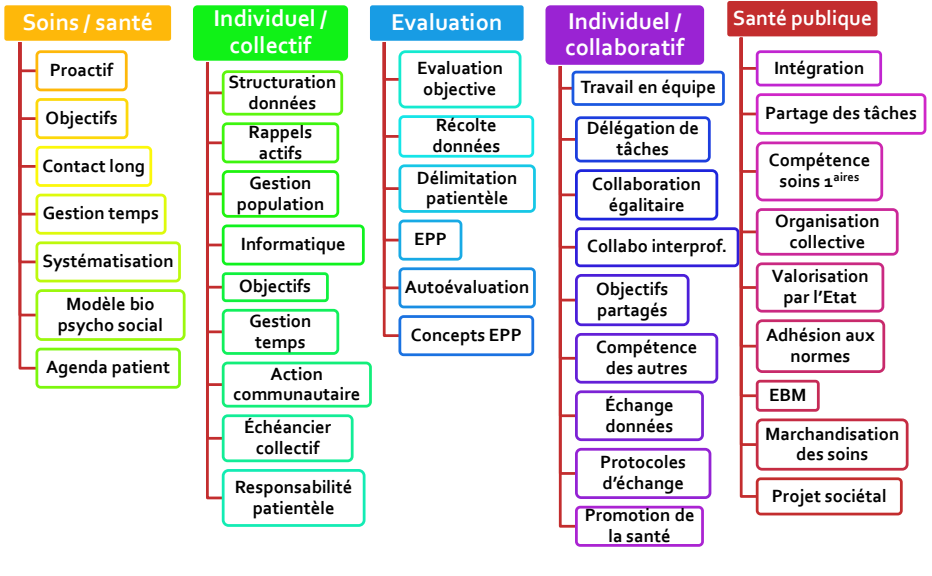 Soins / santé
Proactif
Objectifs
Contact long
Gestion temps
Systématisation
Modèle bio
psycho social
Agenda patient
Individuel /
collectif
Structuration
données
Rappels
actifs
Gestion
population
Informatique
Objectifs
Gestion
temps
Action
communautaire
Échéancier
collectif
Responsabilité
patientèle
Evaluation
Evaluation
objective
Récolte
données
Délimitation
patientèle
EPP
Autoévaluation
Concepts EPP
Individuel /
collaboratif
Travail en équipe
Délégation de
tâches
Collaboration
égalitaire
Collabo interprof.
Objectifs
partagés
Compétence
des autres
Échange
données
Protocoles
d’échange
Promotion de
la santé
Santé publique
Intégration
Partage des tâches
Compétence
soins 1aires
Organisation
collective
Valorisation
par l’Etat
Adhésion aux
normes
EBM
Marchandisation
des soins
Projet sociétal